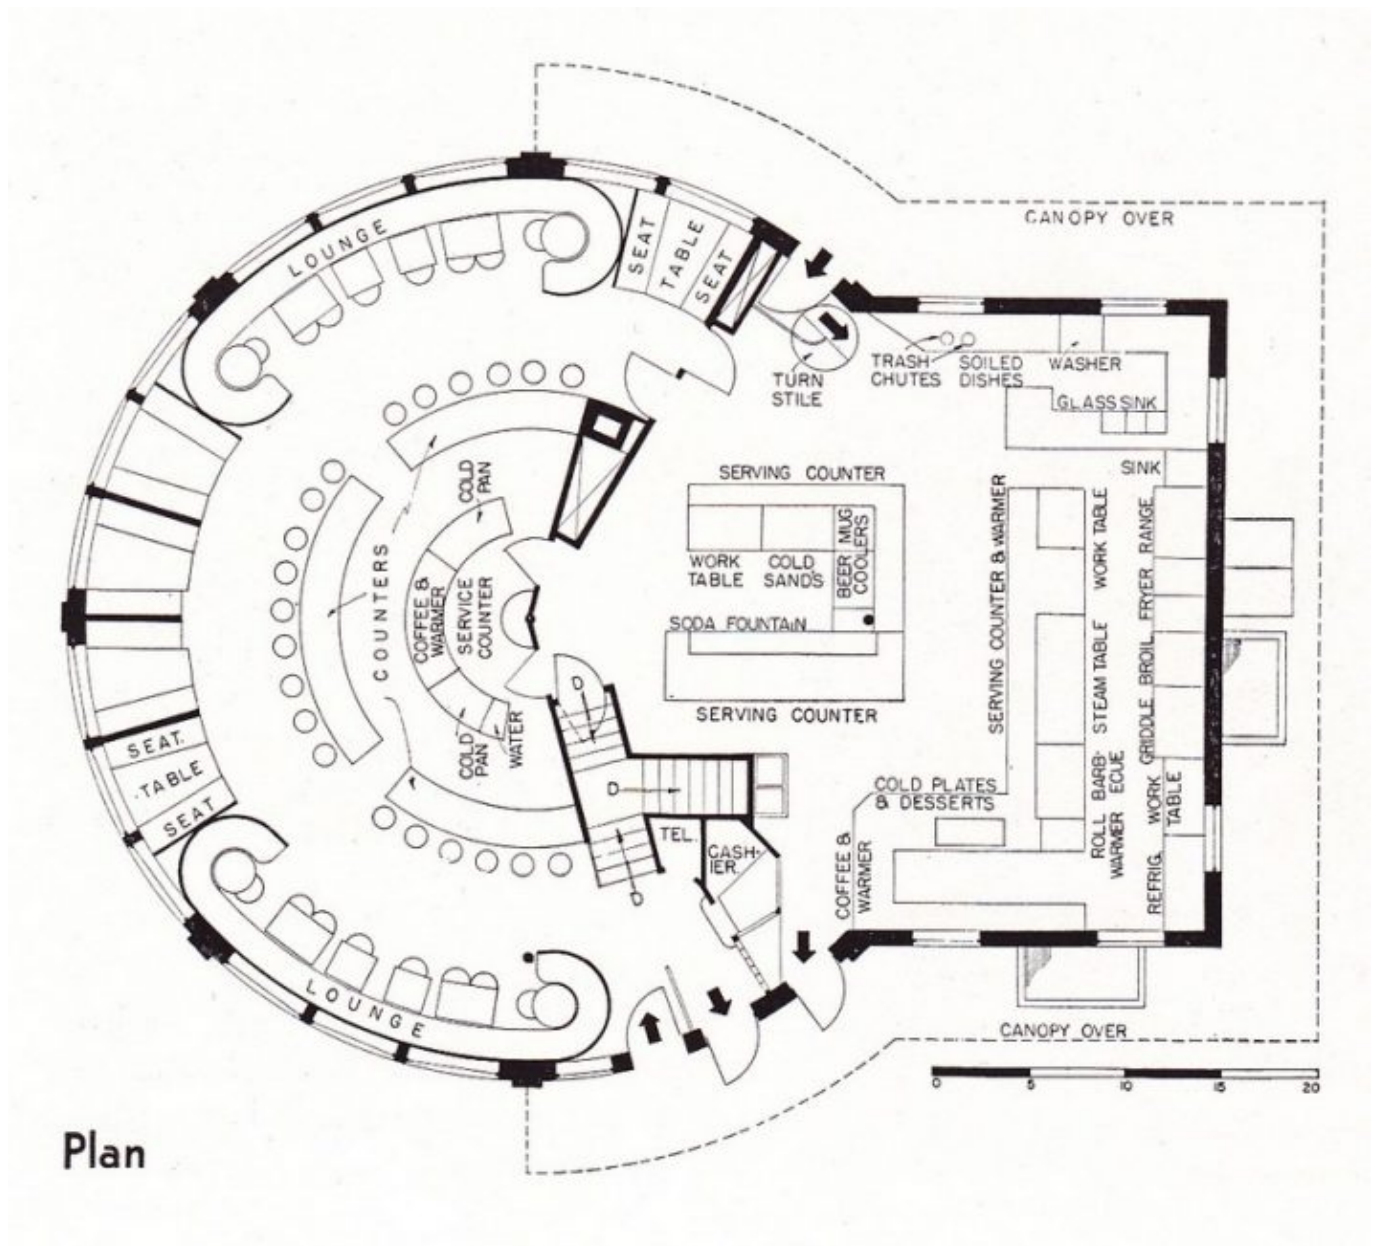 CANOPY OVER
LOUNGE
SEAT
TABLE
SEAT
TURN
STILE
TRASH
CHUTES
SOILED
DISHES
WASHER
GLASS SINK
SINK
COLD
PAN
SERVING COUNTER
WORK
TABLE
COLD
SANDS
BEER MUG
COOLERS
SERVING COUNTER & WARMER
WORK TABLE
RANGE
FRYER
BROIL
GRIDDLE
STEAM TABLE
COUNTERS
COFFEE &
WARMER
SERVICE
COUNTER
SODA FOUNTAIN
SERVING COUNTER
D
COLD
PAN
WATER
D
SEAT.
TABLE
SEAT
COLD PLATES
& DESSERTS
BARB-
ECUE
ROLL
WARMER
WORK
TABLE
REFRIG.
TEL.
CASH-
IER.
COFFEE &
WARMER
D
LOUNGE
CANOPY OVER
0 5 10 15 20
Plan